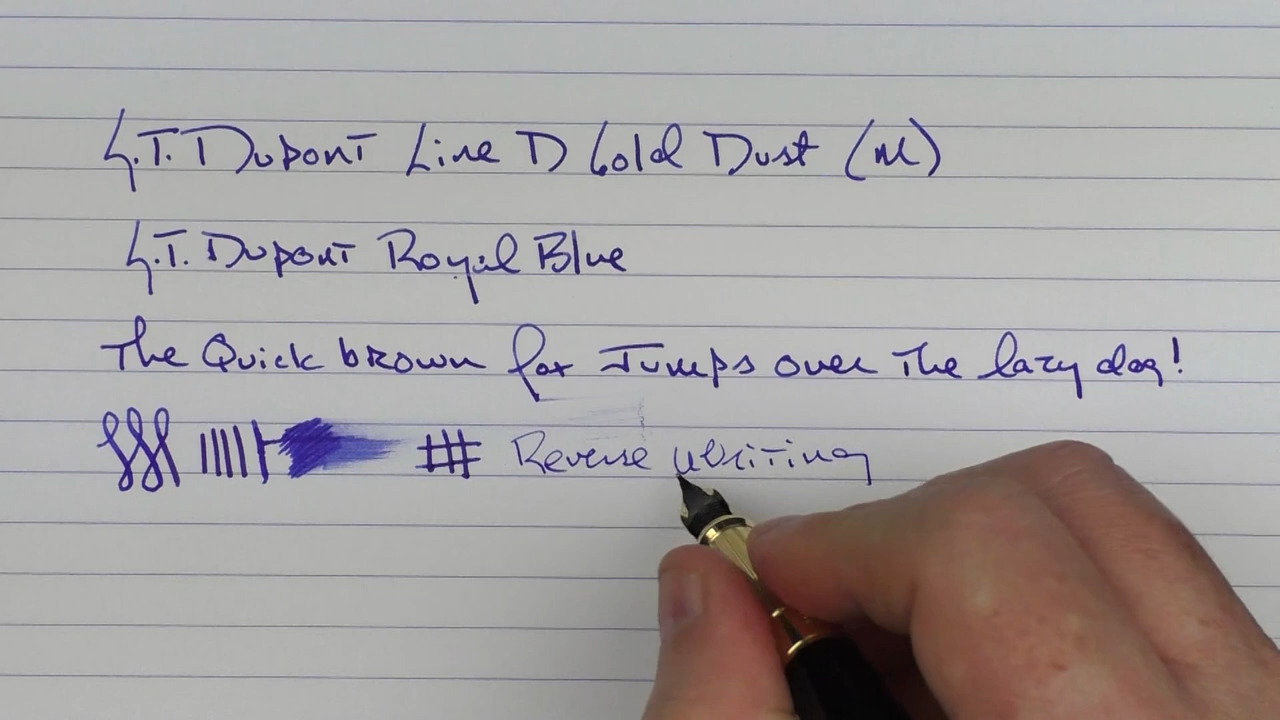 S.T. Dupont Line D Gold Dust (M)
S.T. Dupont Royal Blue
The Quick brown fox Jumps over The lazy dog!
Reverse writing